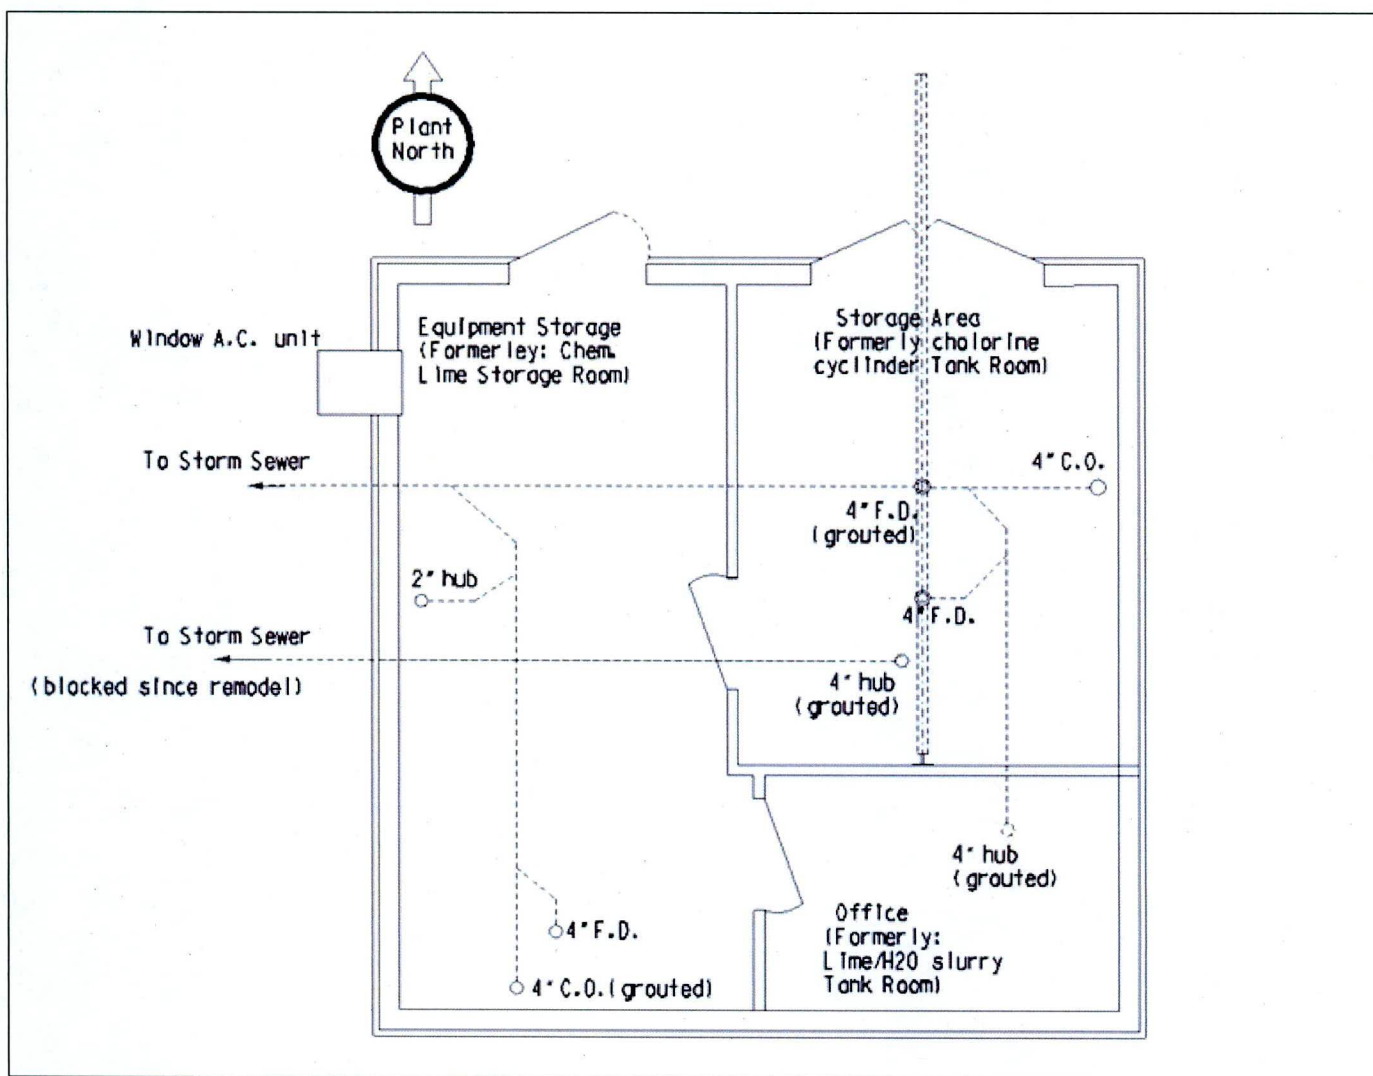 Plant
North
Window A.C. unit
Equipment Storage
(Formerley: Chem.
Lime Storage Room)
Storage Area
(Formerly cholorine
cyclinder Tank Room)
To Storm Sewer
4" C.O.
4" F.D.
(grouted)
2" hub
4" F.D.
To Storm Sewer
(blocked since remodel)
4" hub
(grouted)
4" hub
(grouted)
Office
(Formerly:
Lime/H2O slurry
Tank Room)
4" F.D.
4" C.O. (grouted)